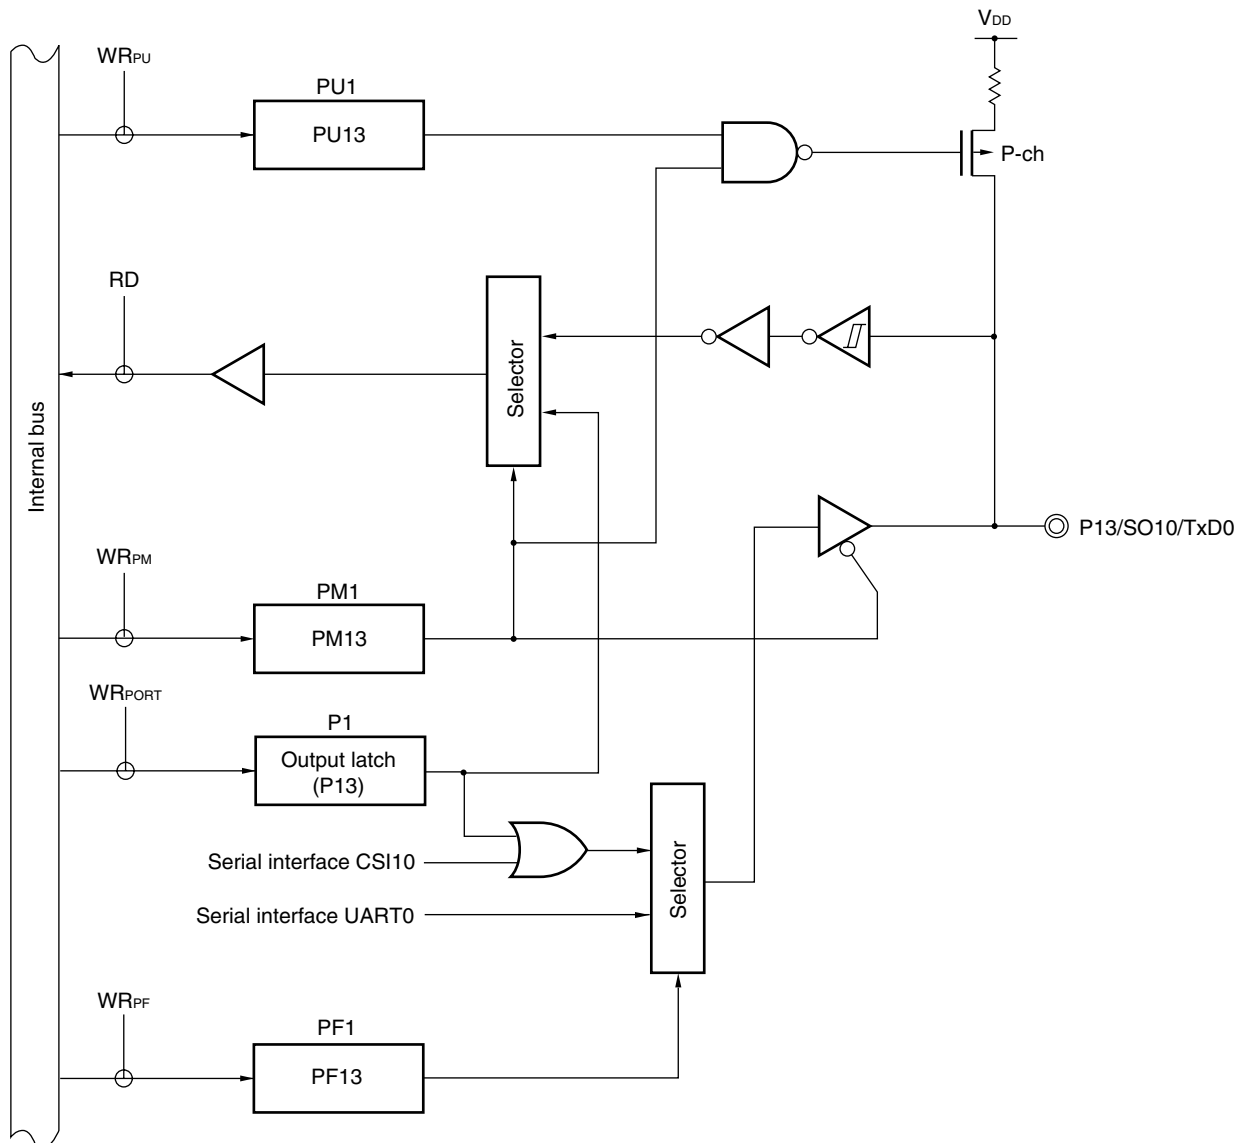 VDD
WRPU
PU1
PU13
P-ch
RD
Selector
Internal bus
P13/SO10/TxD0
WRPM
PM1
PM13
WRPORT
P1
Output latch
(P13)
Serial interface CSI10
Selector
Serial interface UART0
WRPF
PF1
PF13